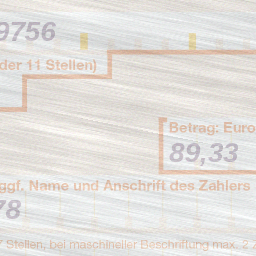 9756
der 11 Stellen)
Betrag: Euro,
89,33
ggf. Name und Anschrift des Zahlers
78
7 Stellen, bei maschineller Beschriftung max. 2